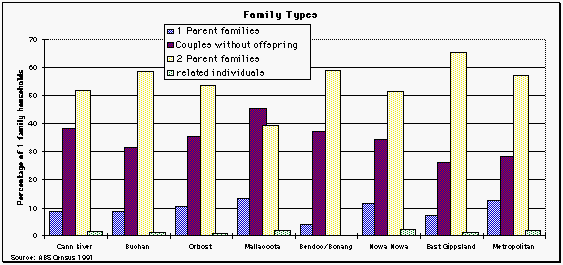 Family Types
1 Parent families
Couples without offspring
2 Parent families
related individuals
Percentage of 1 family households
70
60
50
40
30
20
10
0
Cann River
Buchan
Orbost
Mallacoota
Bendoc/Bonang
Nowa Nowa
East Gippsland
Metropolitan
Source: ABS Census 1991